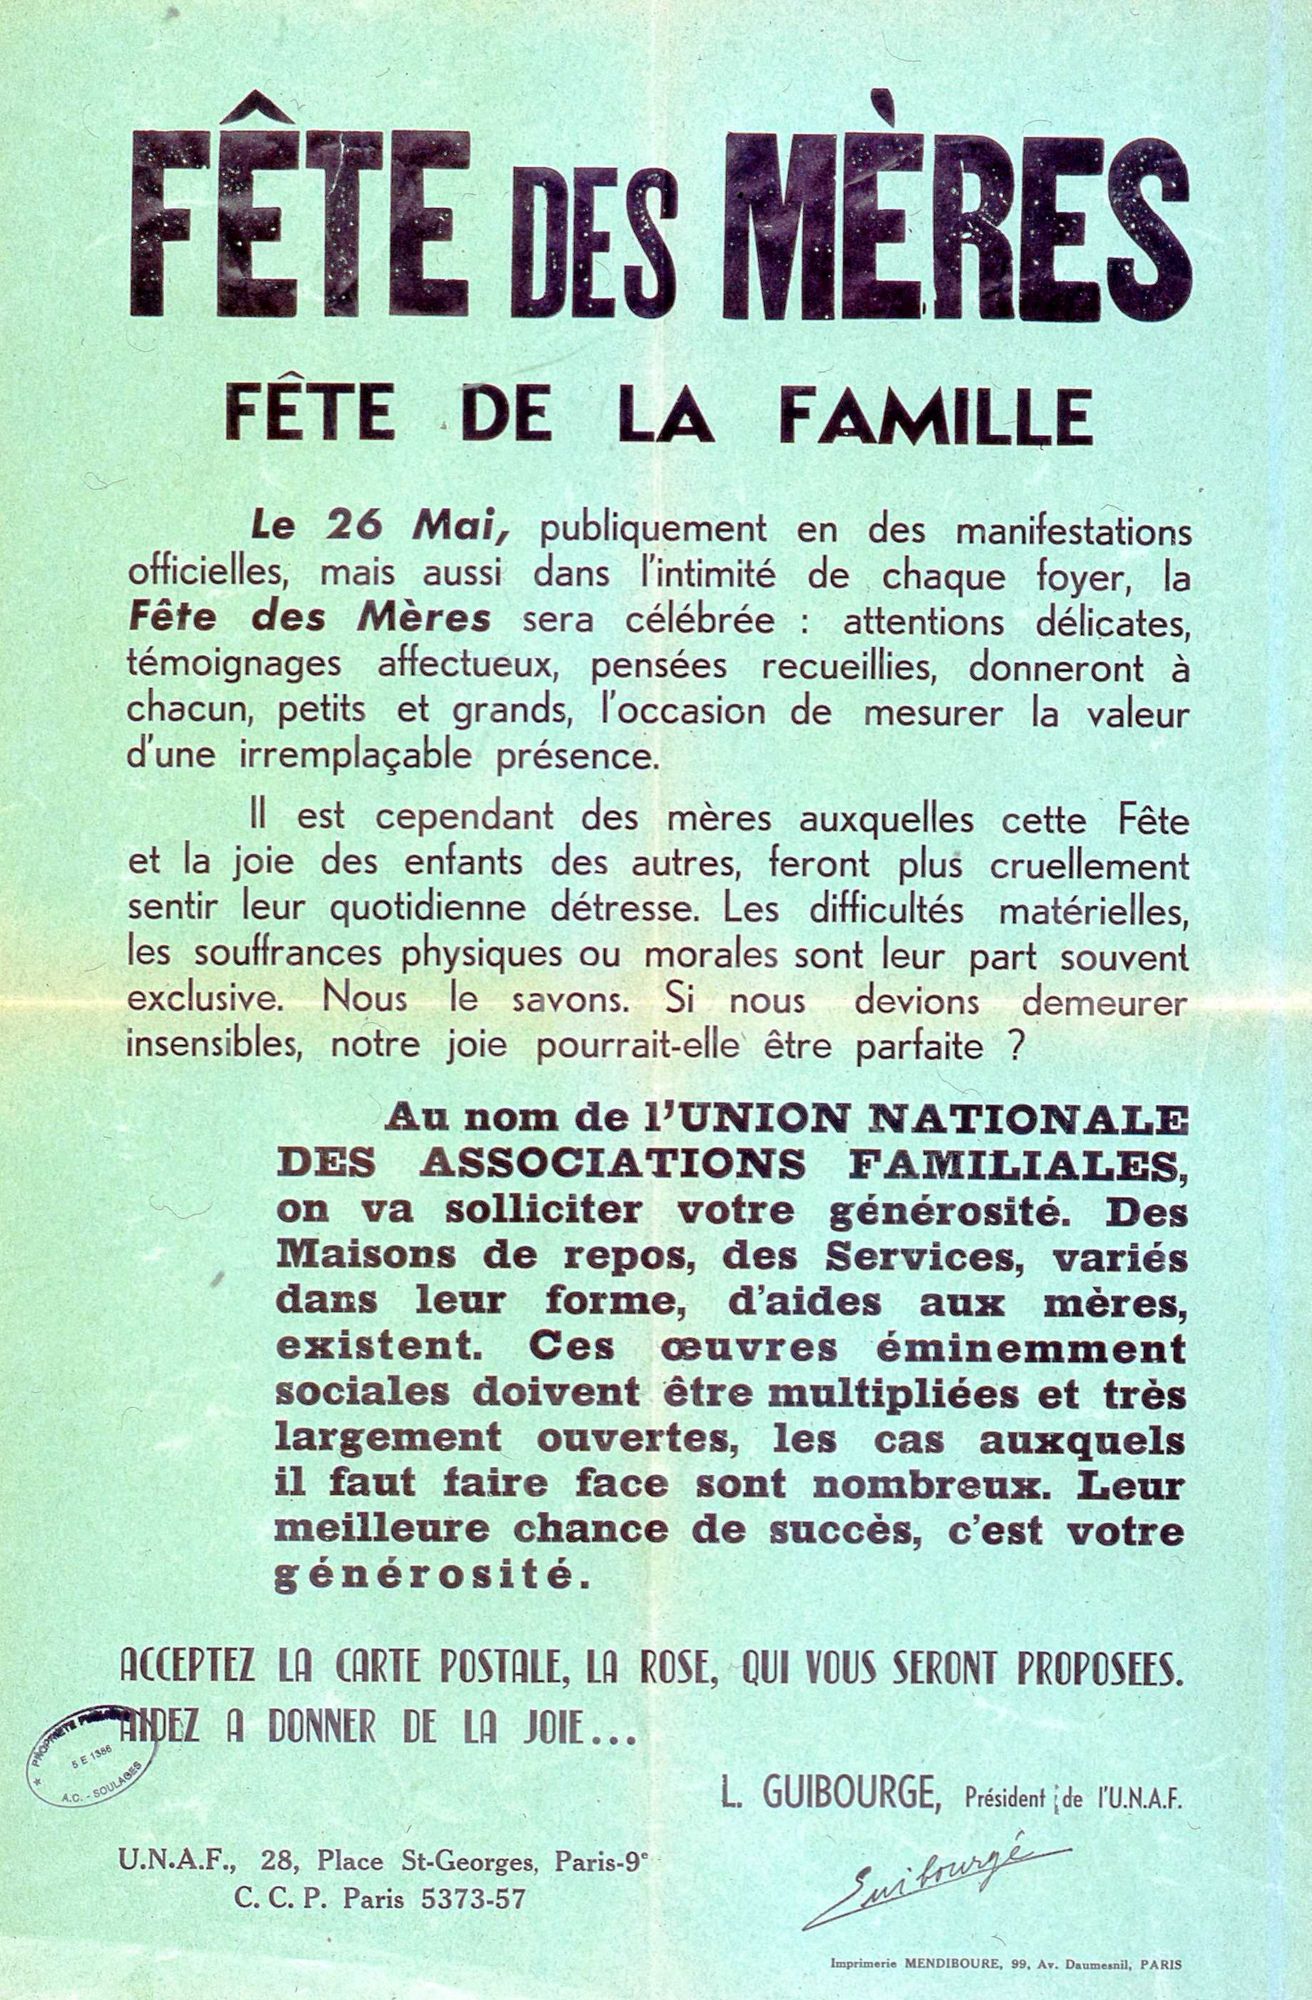 FÊTE DES MÈRES
FÊTE DE LA FAMILLE
Le 26 Mai, publiquement en des manifestations
officielles, mais aussi dans l'intimité de chaque foyer, la
Fête des Mères sera célébrée : attentions délicates,
témoignages affectueux, pensées recueillies, donneront à
chacun, petits et grands, l'occasion de mesurer la valeur
d'une irremplaçable présence.
Il est cependant des mères auxquelles cette Fête
et la joie des enfants des autres, feront plus cruellement
sentir leur quotidienne détresse. Les difficultés matérielles,
les souffrances physiques ou morales sont leur part souvent
exclusive. Nous le savons. Si nous devions demeurer
insensibles, notre joie pourrait-elle être parfaite ?
Au nom de l'UNION NATIONALE
DES ASSOCIATIONS FAMILIALES,
on va solliciter votre générosité. Des
Maisons de repos, des Services, variés
dans leur forme, d'aides aux mères,
existent. Ces œuvres éminemment
sociales doivent être multipliées et très
largement ouvertes, les cas auxquels
il faut faire face sont nombreux. Leur
meilleure chance de succès, c'est votre
générosité.
ACCEPTEZ LA CARTE POSTALE, LA ROSE, QUI VOUS SERONT PROPOSEES.
AIDEZ A DONNER DE LA JOIE...
★ PROPRIÉTÉ
5 E 1386
A.C. - SOULAGES
L. GUIBOURGE, Président de l'U.N.A.F.
U.N.A.F., 28, Place St-Georges, Paris-9e
C. C. P. Paris 5373-57
Guibourgé
Imprimerie MENDIBOURE, 99, Av. Daumesnil, PARIS